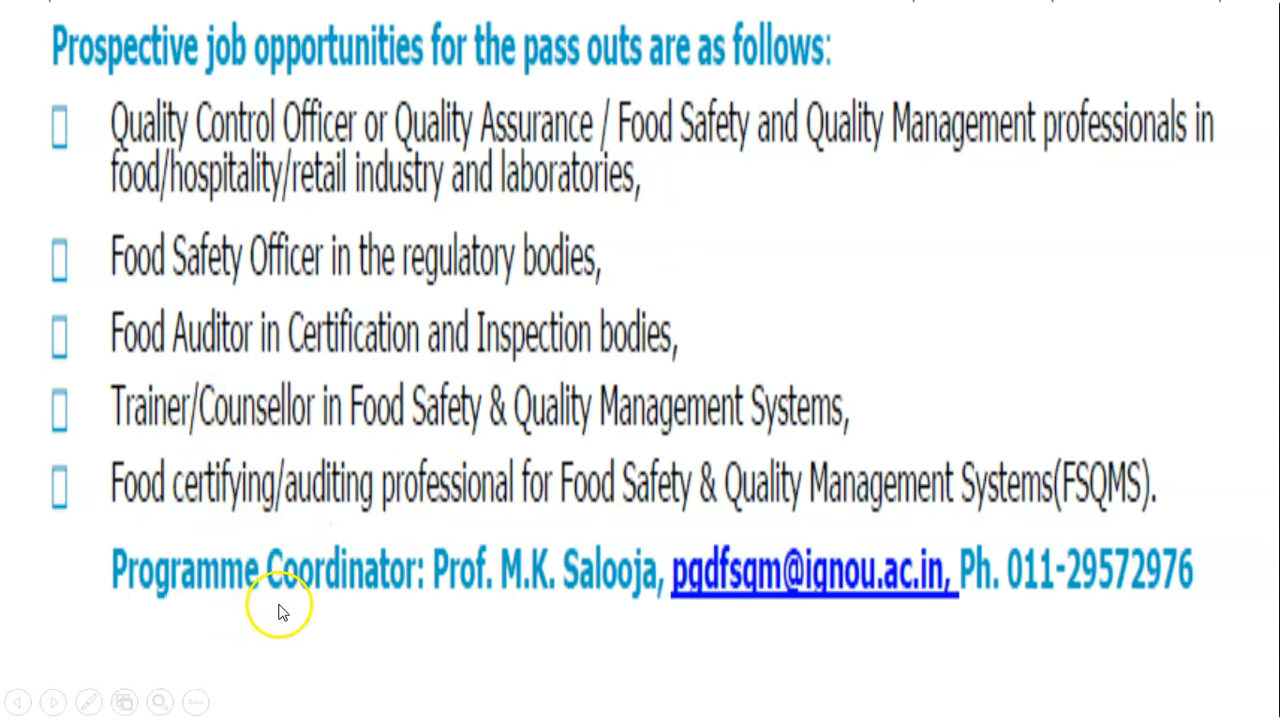 Prospective job opportunities for the pass outs are as follows:
Quality Control Officer or Quality Assurance / Food Safety and Quality Management professionals in
food/hospitality/retail industry and laboratories,
Food Safety Officer in the regulatory bodies,
Food Auditor in Certification and Inspection bodies,
Trainer/Counsellor in Food Safety & Quality Management Systems,
Food certifying/auditing professional for Food Safety & Quality Management Systems(FSQMS).
Programme Coordinator: Prof. M.K. Salooja, pgdfsqm@ignou.ac.in, Ph. 011-29572976